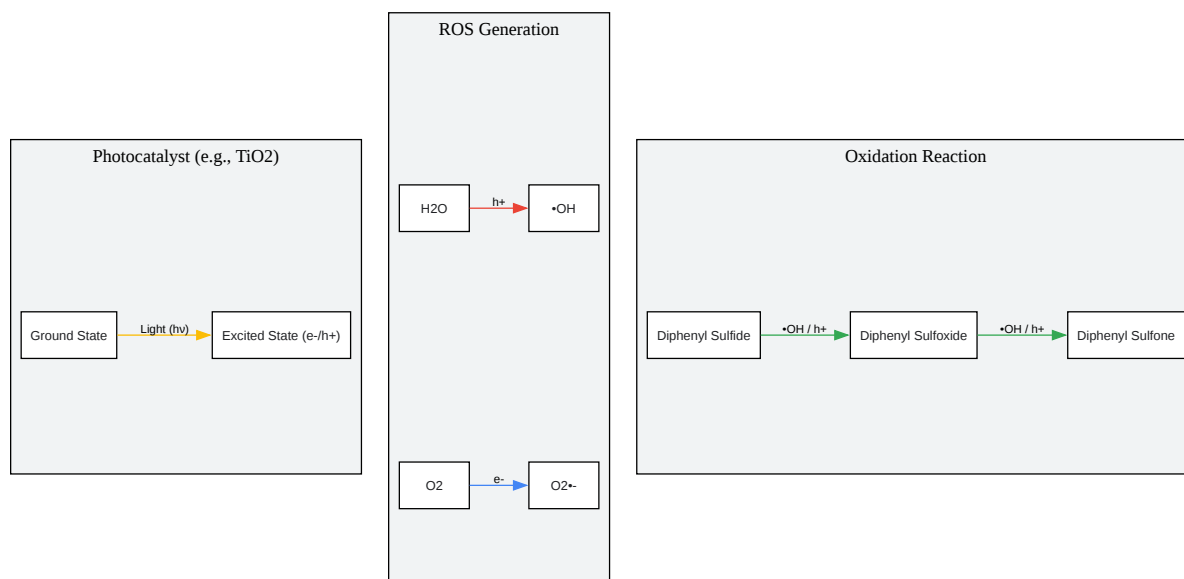 Photocatalyst (e.g., TiO2)
Ground State
Light (hν)
Excited State (e-/h+)
ROS Generation
H2O
h+
•OH
O2
e-
O2•-
Oxidation Reaction
Diphenyl Sulfide
•OH / h+
Diphenyl Sulfoxide
•OH / h+
Diphenyl Sulfone